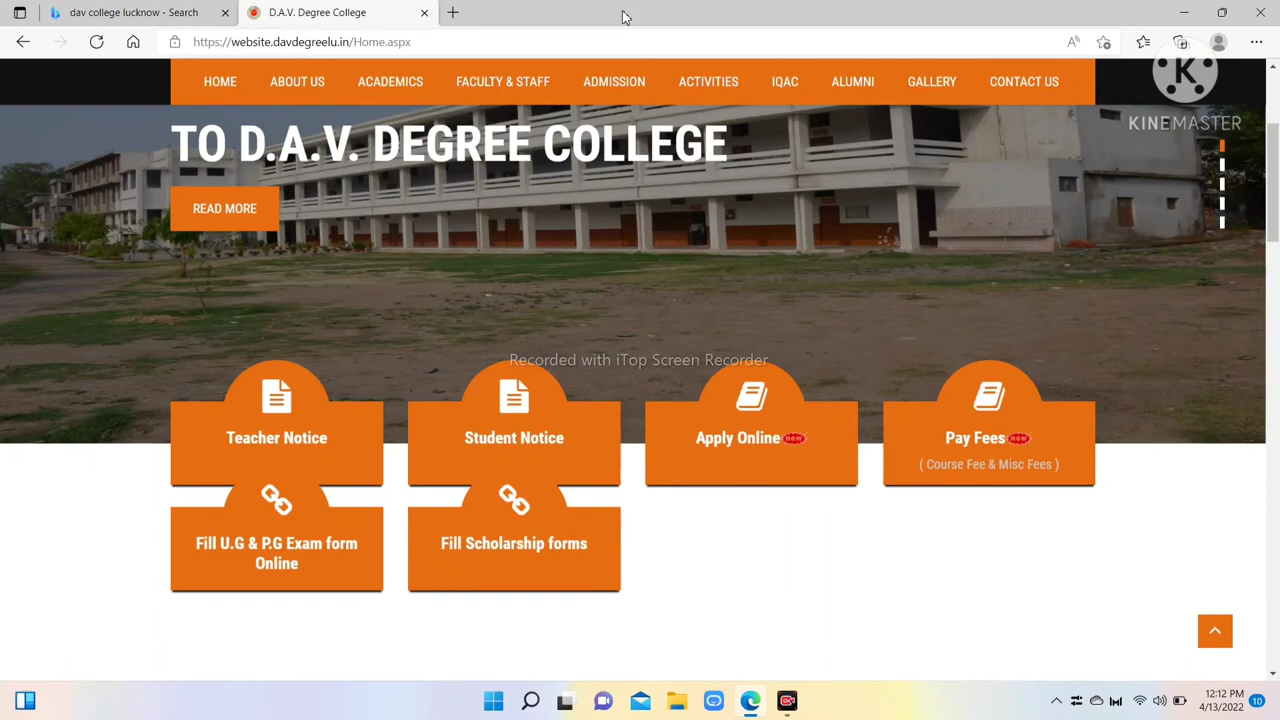 dav college lucknow - Search
D.A.V. Degree College
https://website.davdegreelu.in/Home.aspx
HOME ABOUT US ACADEMICS FACULTY & STAFF ADMISSION ACTIVITIES IQAC ALUMNI GALLERY CONTACT US
K
KINEMASTER
TO D.A.V. DEGREE COLLEGE
READ MORE
Recorded with iTop Screen Recorder
Teacher Notice
Student Notice
Apply Online NEW
Pay Fees NEW
( Course Fee & Misc Fees )
Fill U.G & P.G Exam form
Online
Fill Scholarship forms
12:12 PM
4/13/2022
10